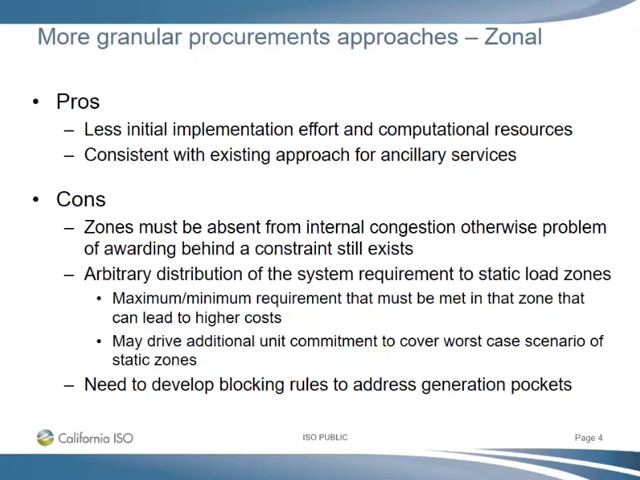 More granular procurements approaches – Zonal
• Pros
– Less initial implementation effort and computational resources
– Consistent with existing approach for ancillary services
• Cons
– Zones must be absent from internal congestion otherwise problem
of awarding behind a constraint still exists
– Arbitrary distribution of the system requirement to static load zones
• Maximum/minimum requirement that must be met in that zone that
can lead to higher costs
• May drive additional unit commitment to cover worst case scenario of
static zones
– Need to develop blocking rules to address generation pockets
California ISO
ISO PUBLIC
Page 4